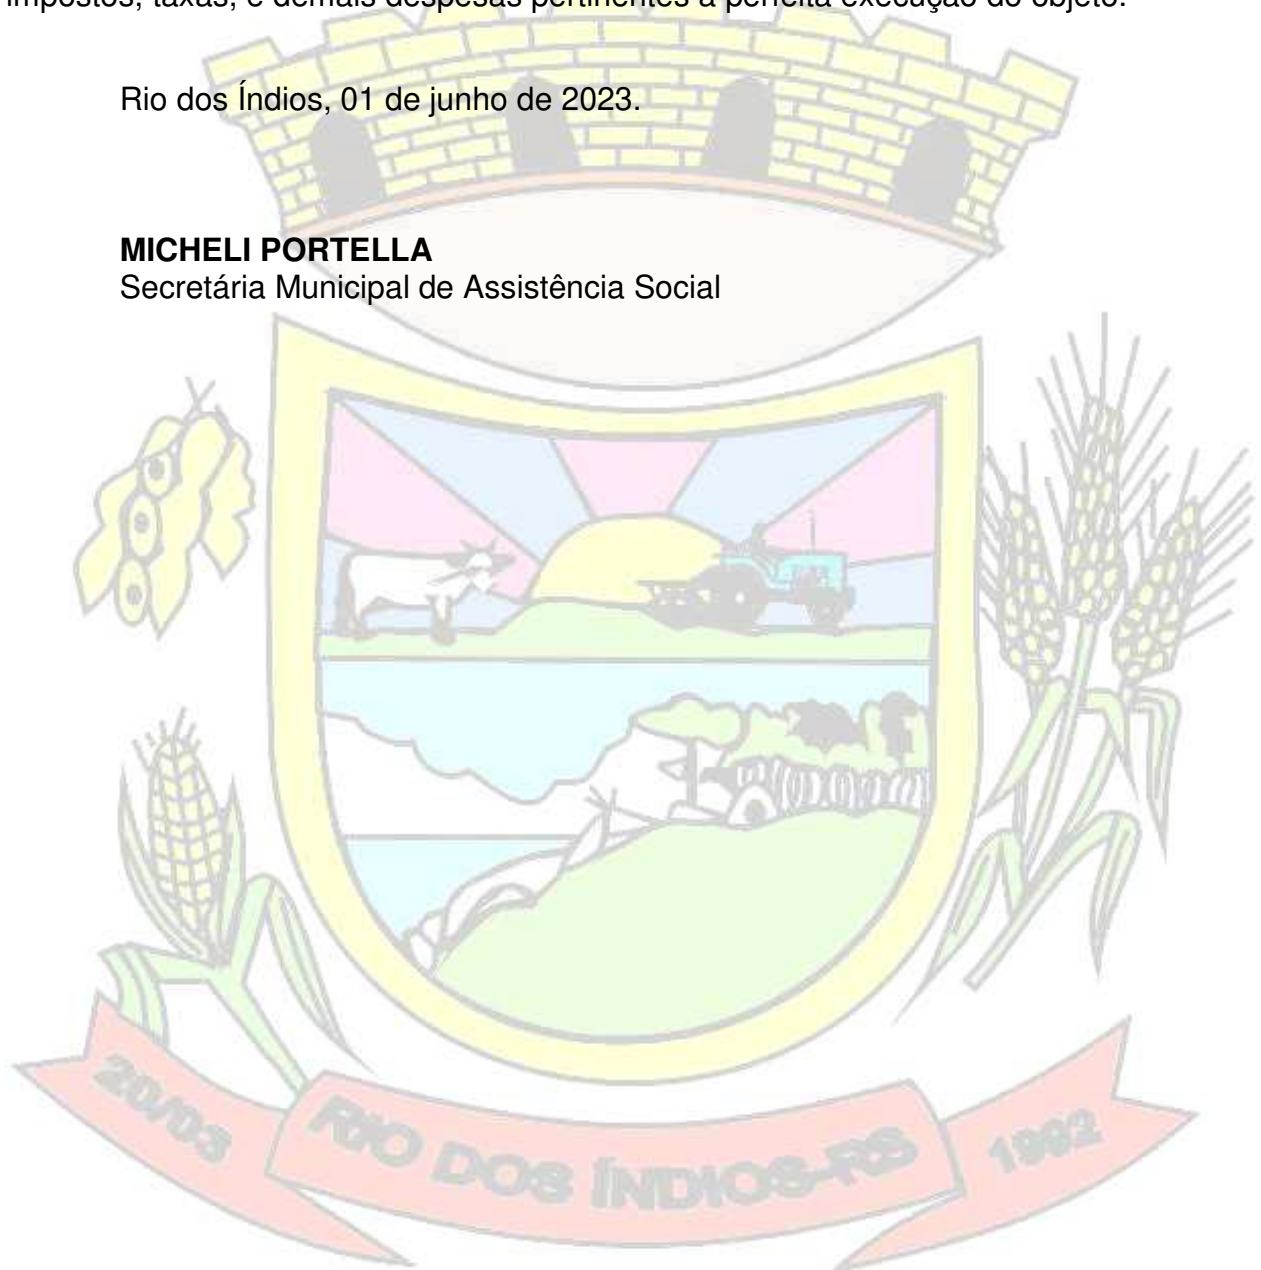 impostos, taxas, e demais despesas pertinentes a perfeita execução do objeto.
Rio dos Índios, 01 de junho de 2023.
MICHELI PORTELLA
Secretária Municipal de Assistência Social
20/03
RIO DOS ÍNDIOS-RS
1992